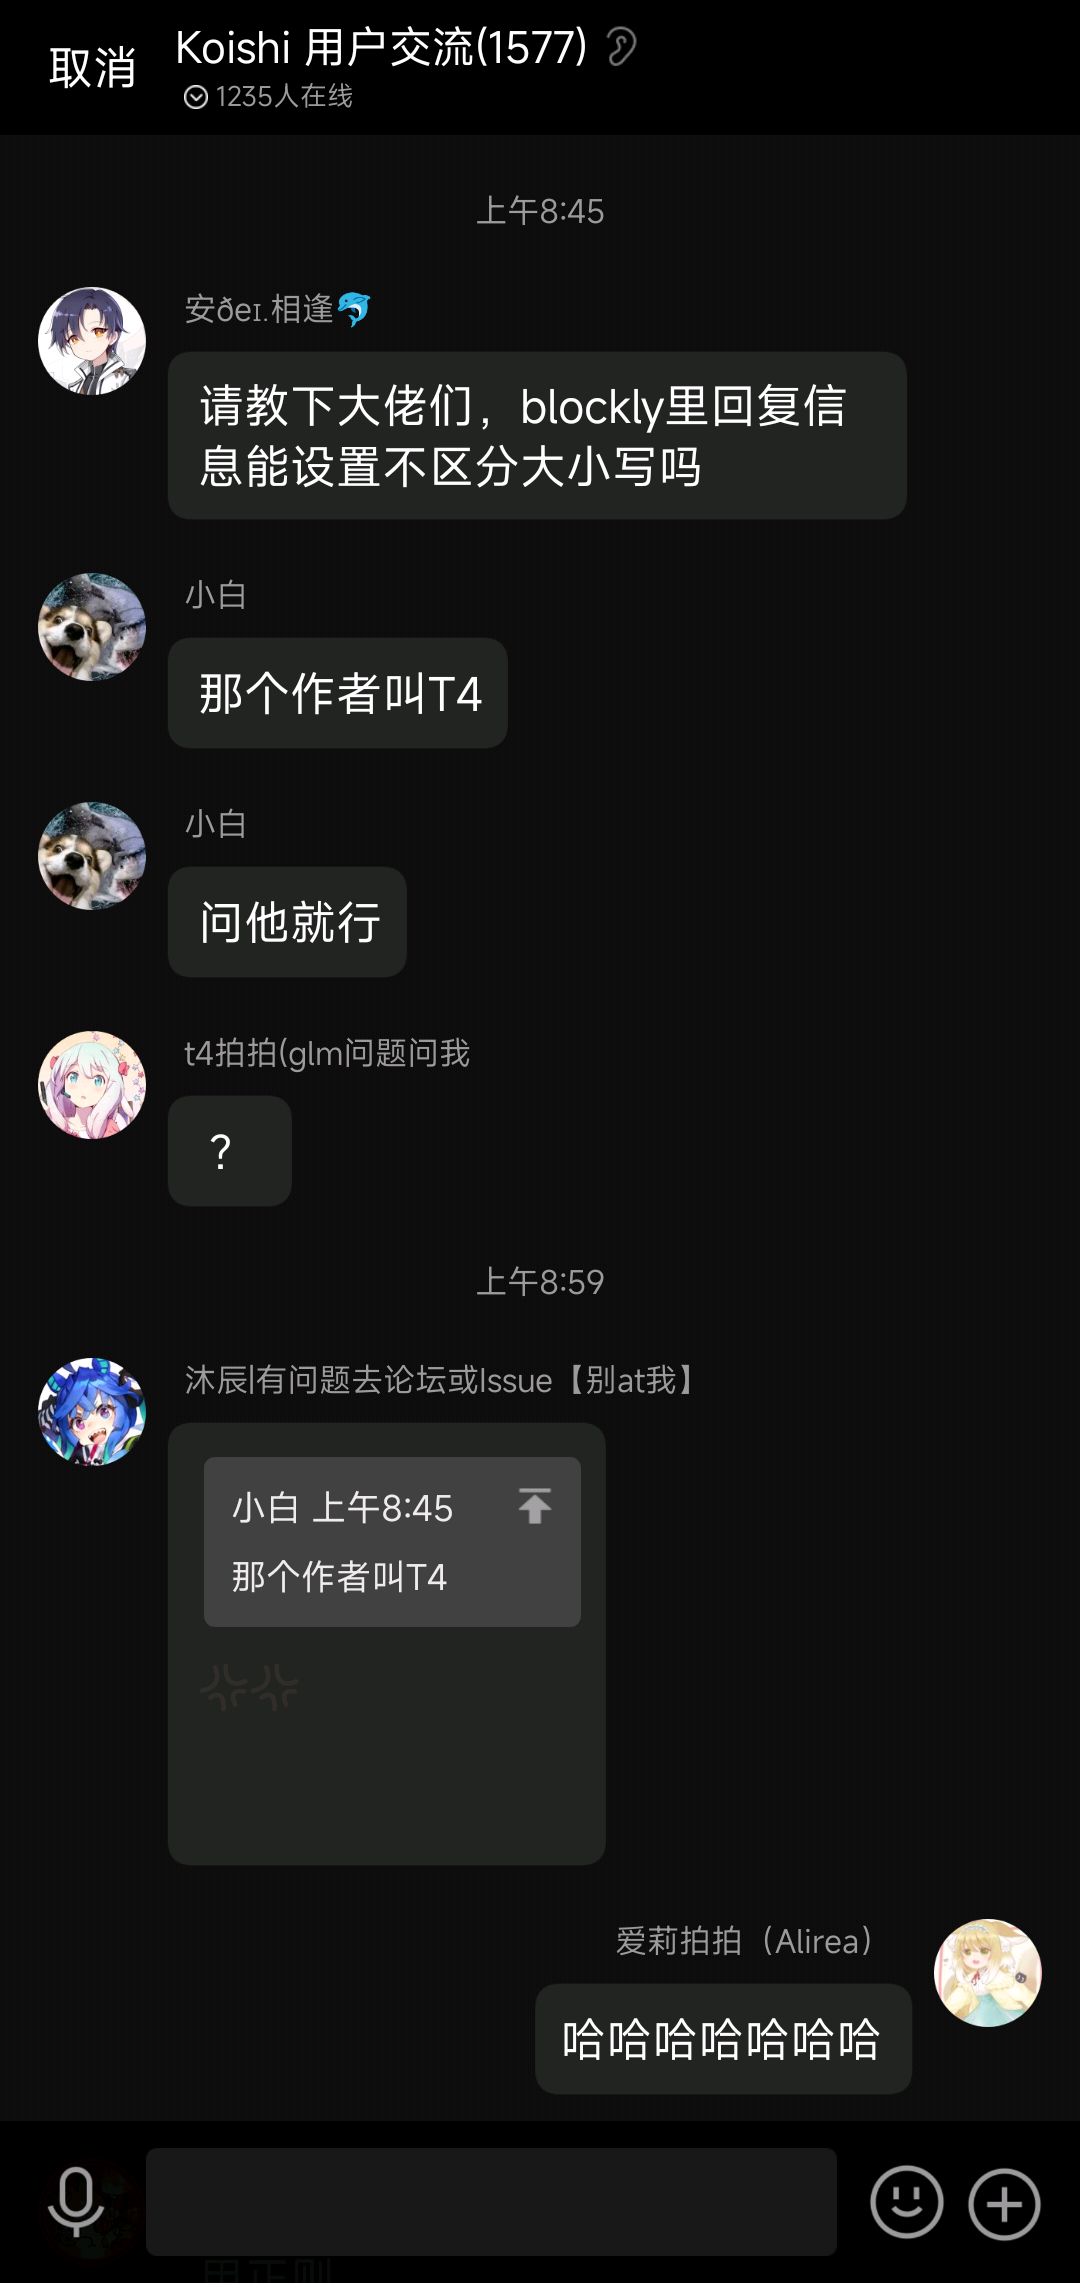 取消
Koishi 用户交流(1577)
1235人在线
上午8:45
安ðeɪ.相逢🐬
请教下大佬们，blockly里回复信
息能设置不区分大小写吗
小白
那个作者叫T4
小白
问他就行
t4拍拍(glm问题问我
？
上午8:59
沐辰|有问题去论坛或Issue【别at我】
小白 上午8:45
那个作者叫T4
💢💢
爱莉拍拍（Alirea）
哈哈哈哈哈哈哈
用正则